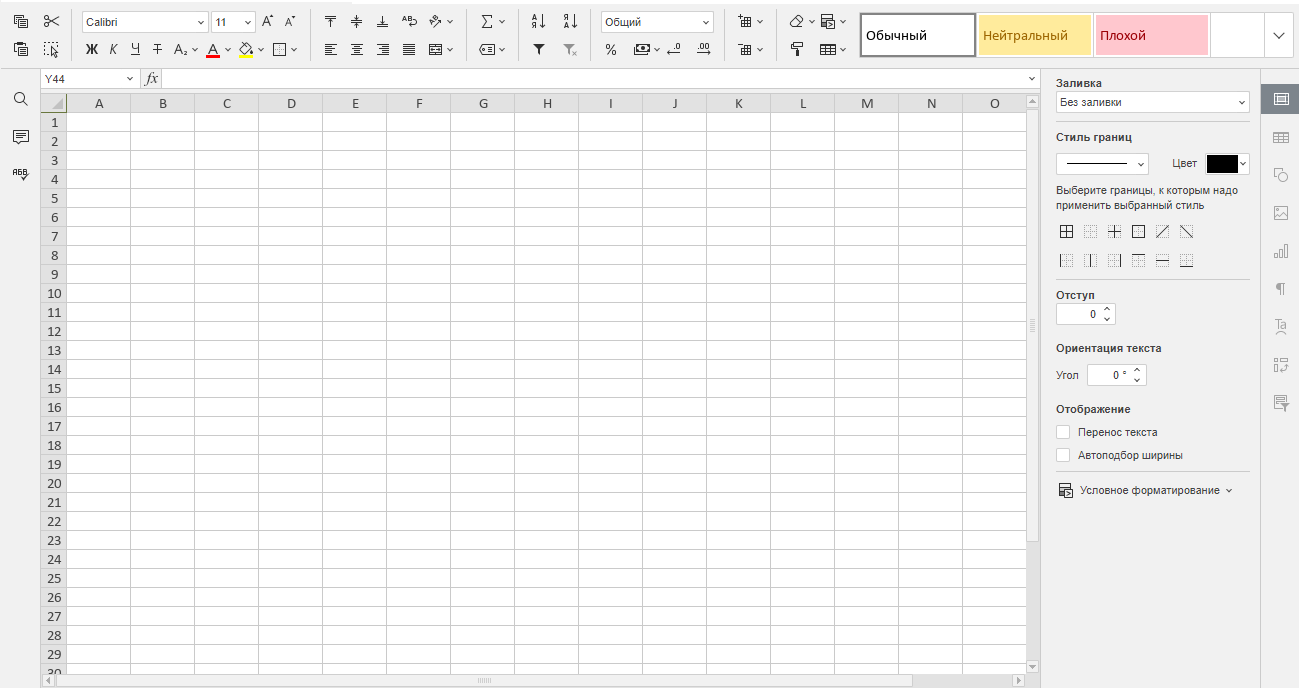 Calibri 11 Общий
Обычный Нейтральный Плохой
Ж К Ч Т А₂ А %
Y44 fx
A B C D E F G H I J K L M N O
1
2
3
4
5
6
7
8
9
10
11
12
13
14
15
16
17
18
19
20
21
22
23
24
25
26
27
28
29
30
АБВ
Заливка
Без заливки
Стиль границ
Цвет
Выберите границы, к которым надо
применить выбранный стиль
Отступ
0
Ориентация текста
Угол 0 °
Отображение
Перенос текста
Автоподбор ширины
Условное форматирование